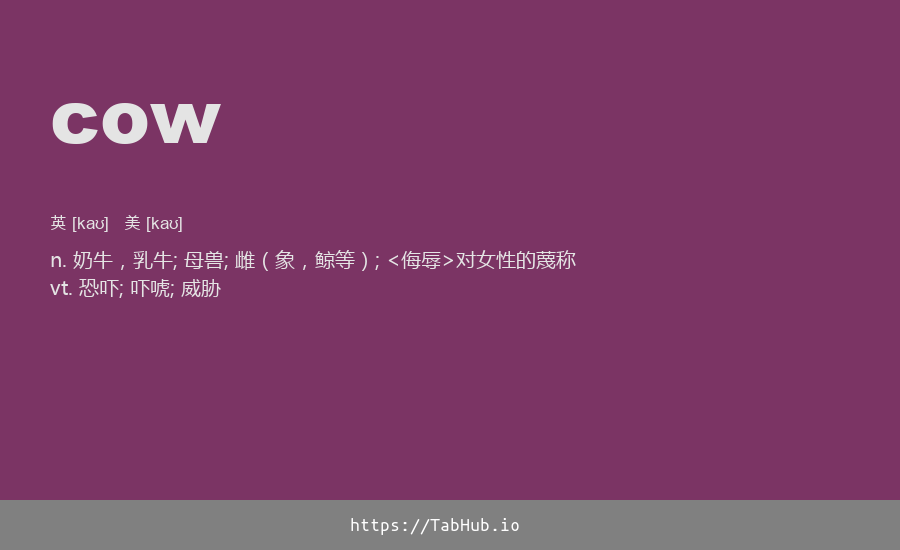 cow
英 [kaʊ] 美 [kaʊ]
n. 奶牛，乳牛; 母兽; 雌（象，鲸等）; <侮辱>对女性的蔑称
vt. 恐吓; 吓唬; 威胁
https://TabHub.io